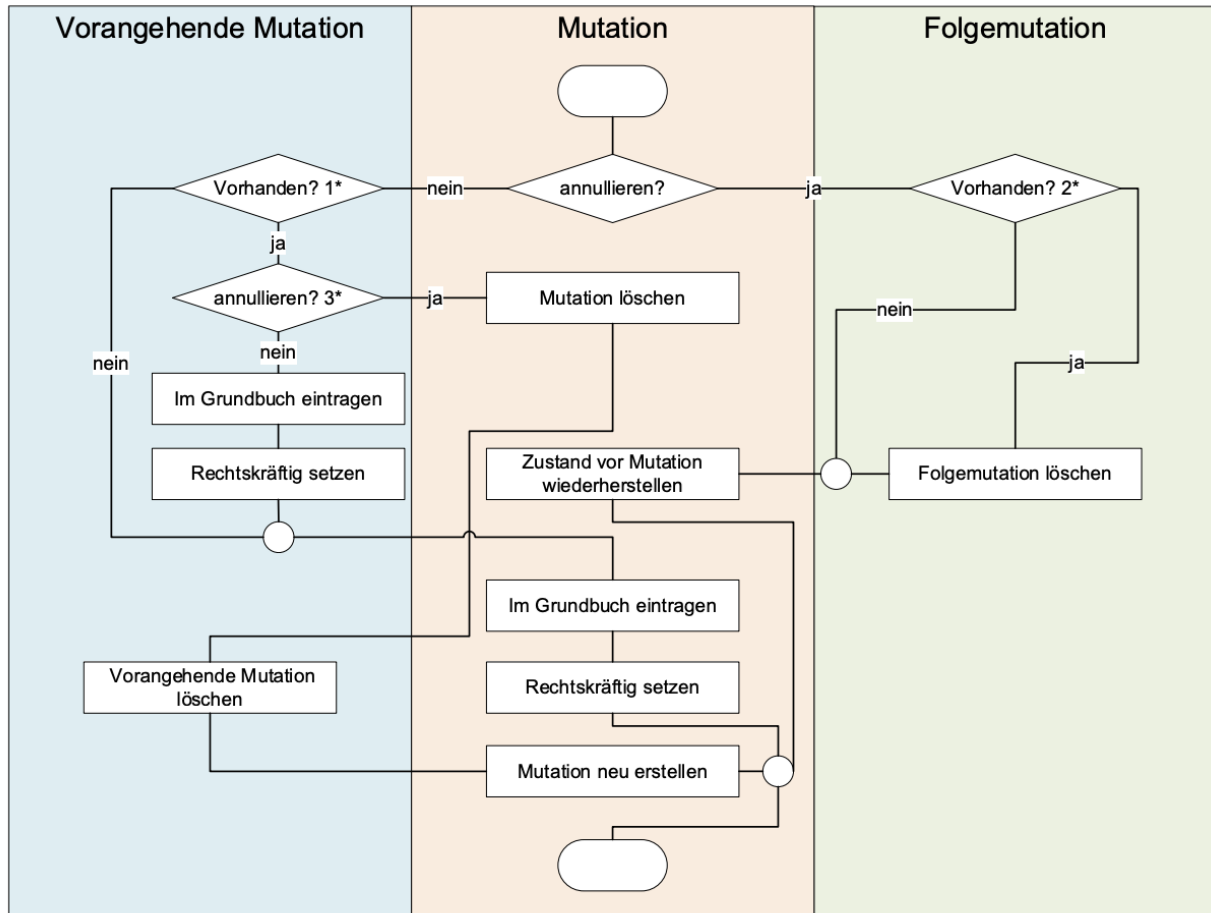 Vorangehende Mutation
Mutation
Folgemutation
Vorhanden? 1*
nein
annullieren?
ja
Vorhanden? 2*
ja
annullieren? 3*
ja
Mutation löschen
nein
nein
nein
ja
Im Grundbuch eintragen
Rechtskräftig setzen
Zustand vor Mutation
wiederherstellen
Folgemutation löschen
Im Grundbuch eintragen
Vorangehende Mutation
löschen
Rechtskräftig setzen
Mutation neu erstellen